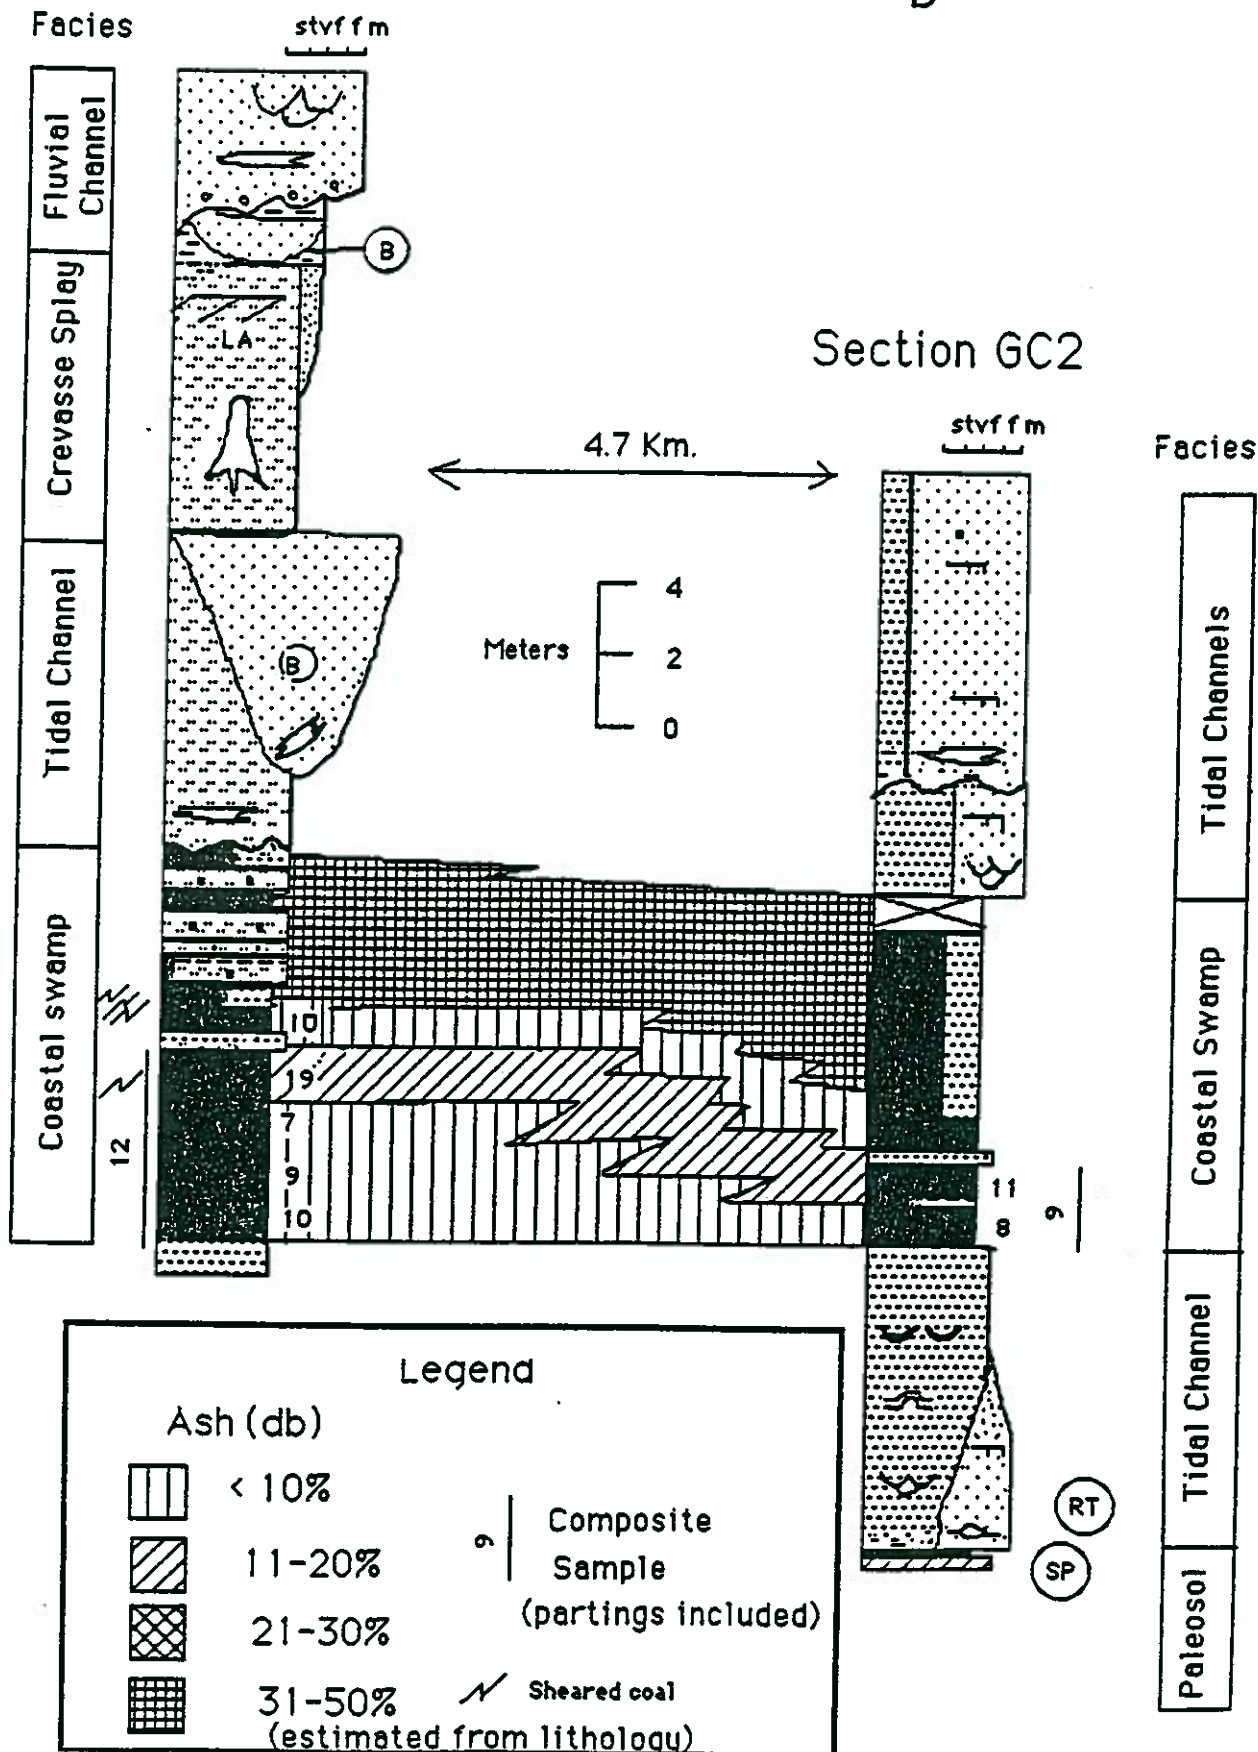 Facies
stvf f m
Fluvial
Channel
B
Crevasse Splay
LA
Section GC2
4.7 Km.
stvf f m
Facies
Tidal Channel
B
Meters
4
2
0
Tidal Channels
Coastal swamp
12
10
19
7
9
10
11
8
9
Coastal Swamp
Tidal Channel
RT
SP
Paleosol
Legend
Ash (db)
< 10%
11-20%
21-30%
31-50%
(estimated from lithology)
9
Composite
Sample
(partings included)
Sheared coal